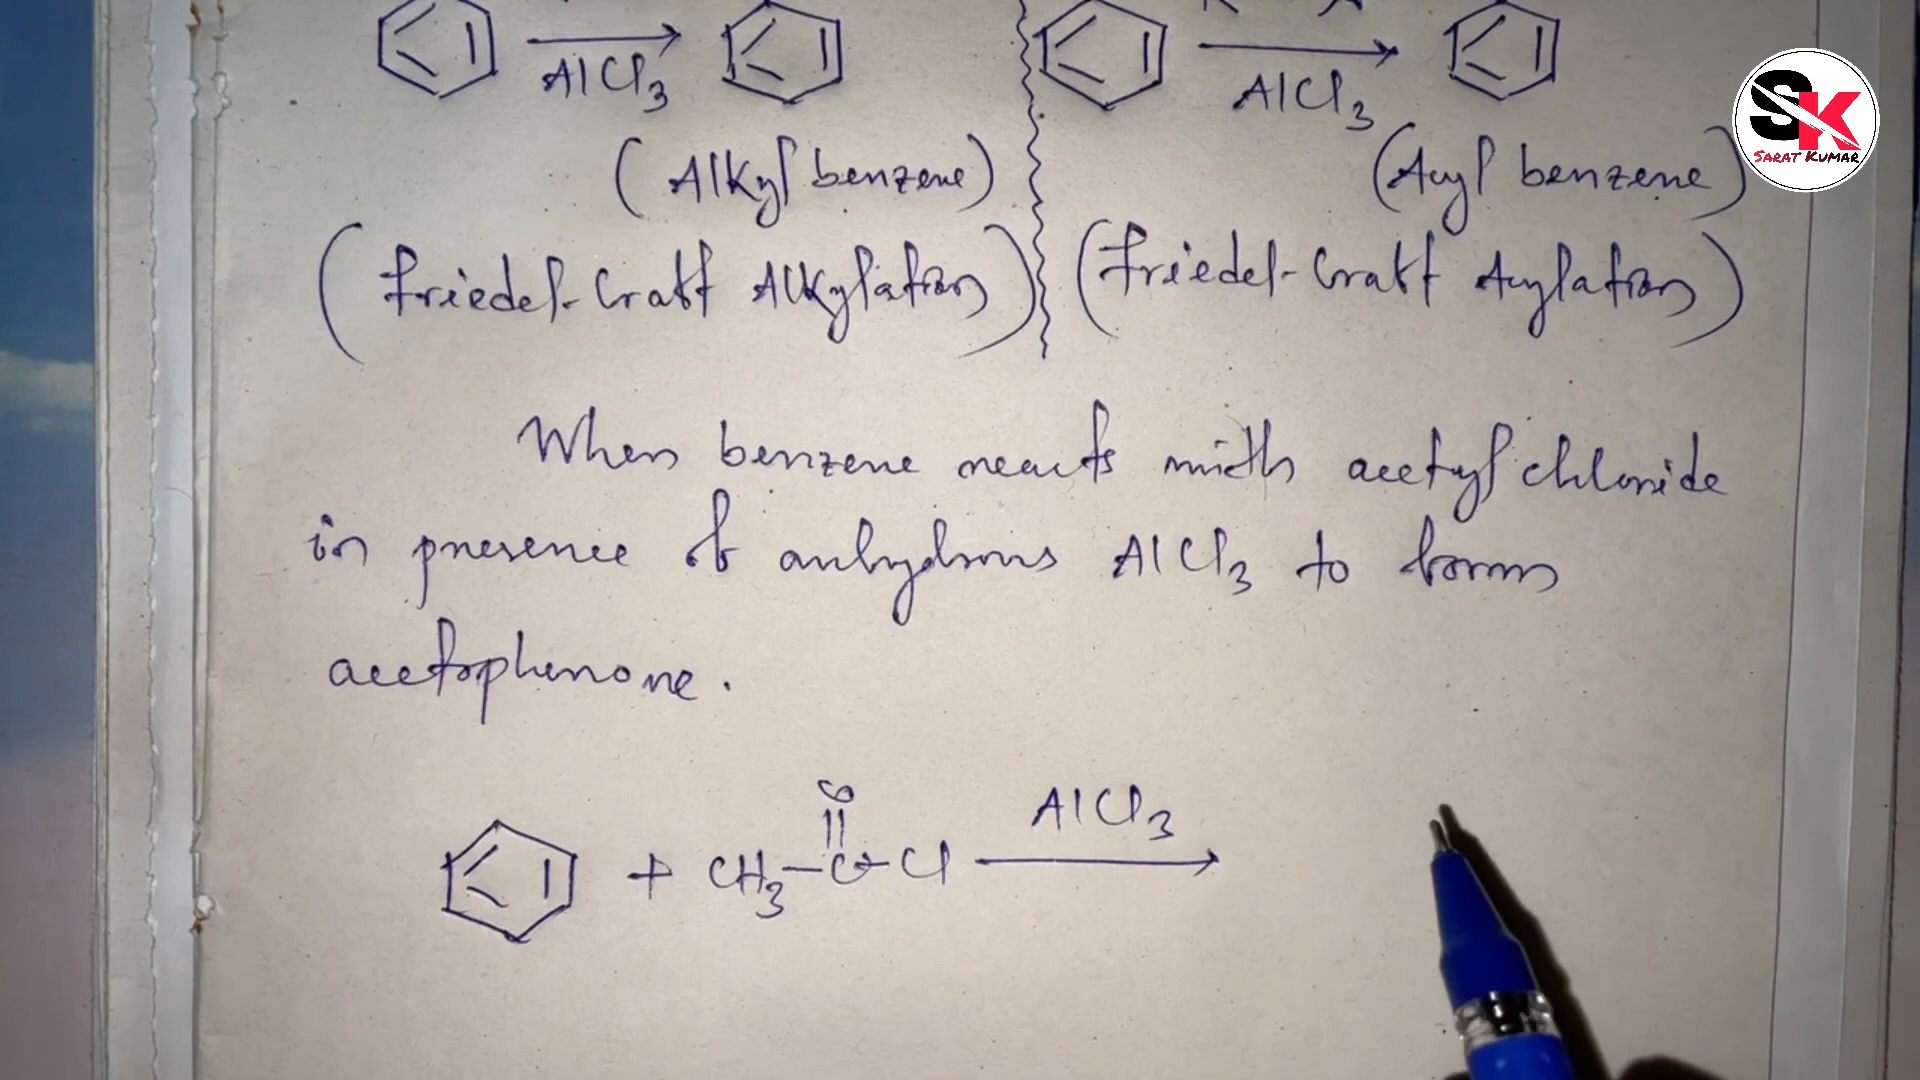 AlCl3 AlCl3
(Alkyl benzene) (Acyl benzene)
(Friedel-Craft Alkylation) (Friedel-Craft Acylation)
When benzene reacts with acetyl chloride
in presence of anhydrous AlCl3 to form
acetophenone.
O
AlCl3
+ CH3-C-Cl
SK
SARAT KUMAR